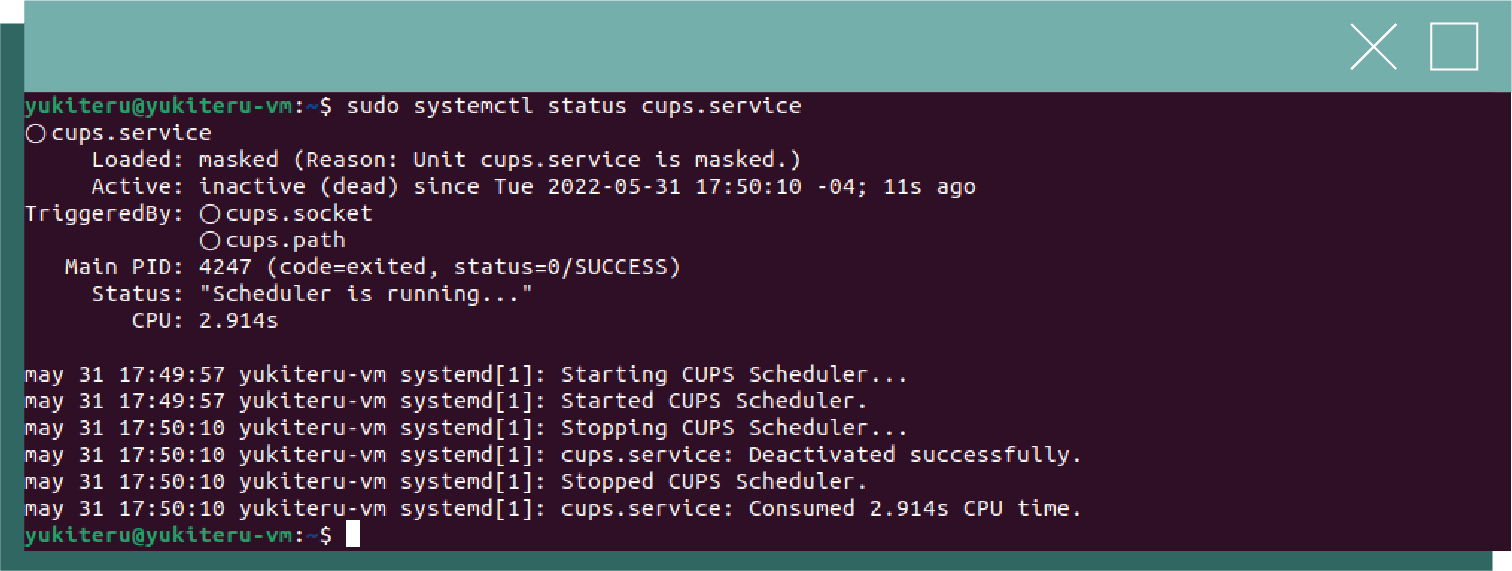 yukiteru@yukiteru-vm:~$ sudo systemctl status cups.service
○ cups.service
     Loaded: masked (Reason: Unit cups.service is masked.)
     Active: inactive (dead) since Tue 2022-05-31 17:50:10 -04; 11s ago
TriggeredBy: ○ cups.socket
             ○ cups.path
   Main PID: 4247 (code=exited, status=0/SUCCESS)
     Status: "Scheduler is running..."
        CPU: 2.914s

may 31 17:49:57 yukiteru-vm systemd[1]: Starting CUPS Scheduler...
may 31 17:49:57 yukiteru-vm systemd[1]: Started CUPS Scheduler.
may 31 17:50:10 yukiteru-vm systemd[1]: Stopping CUPS Scheduler...
may 31 17:50:10 yukiteru-vm systemd[1]: cups.service: Deactivated successfully.
may 31 17:50:10 yukiteru-vm systemd[1]: Stopped CUPS Scheduler.
may 31 17:50:10 yukiteru-vm systemd[1]: cups.service: Consumed 2.914s CPU time.
yukiteru@yukiteru-vm:~$